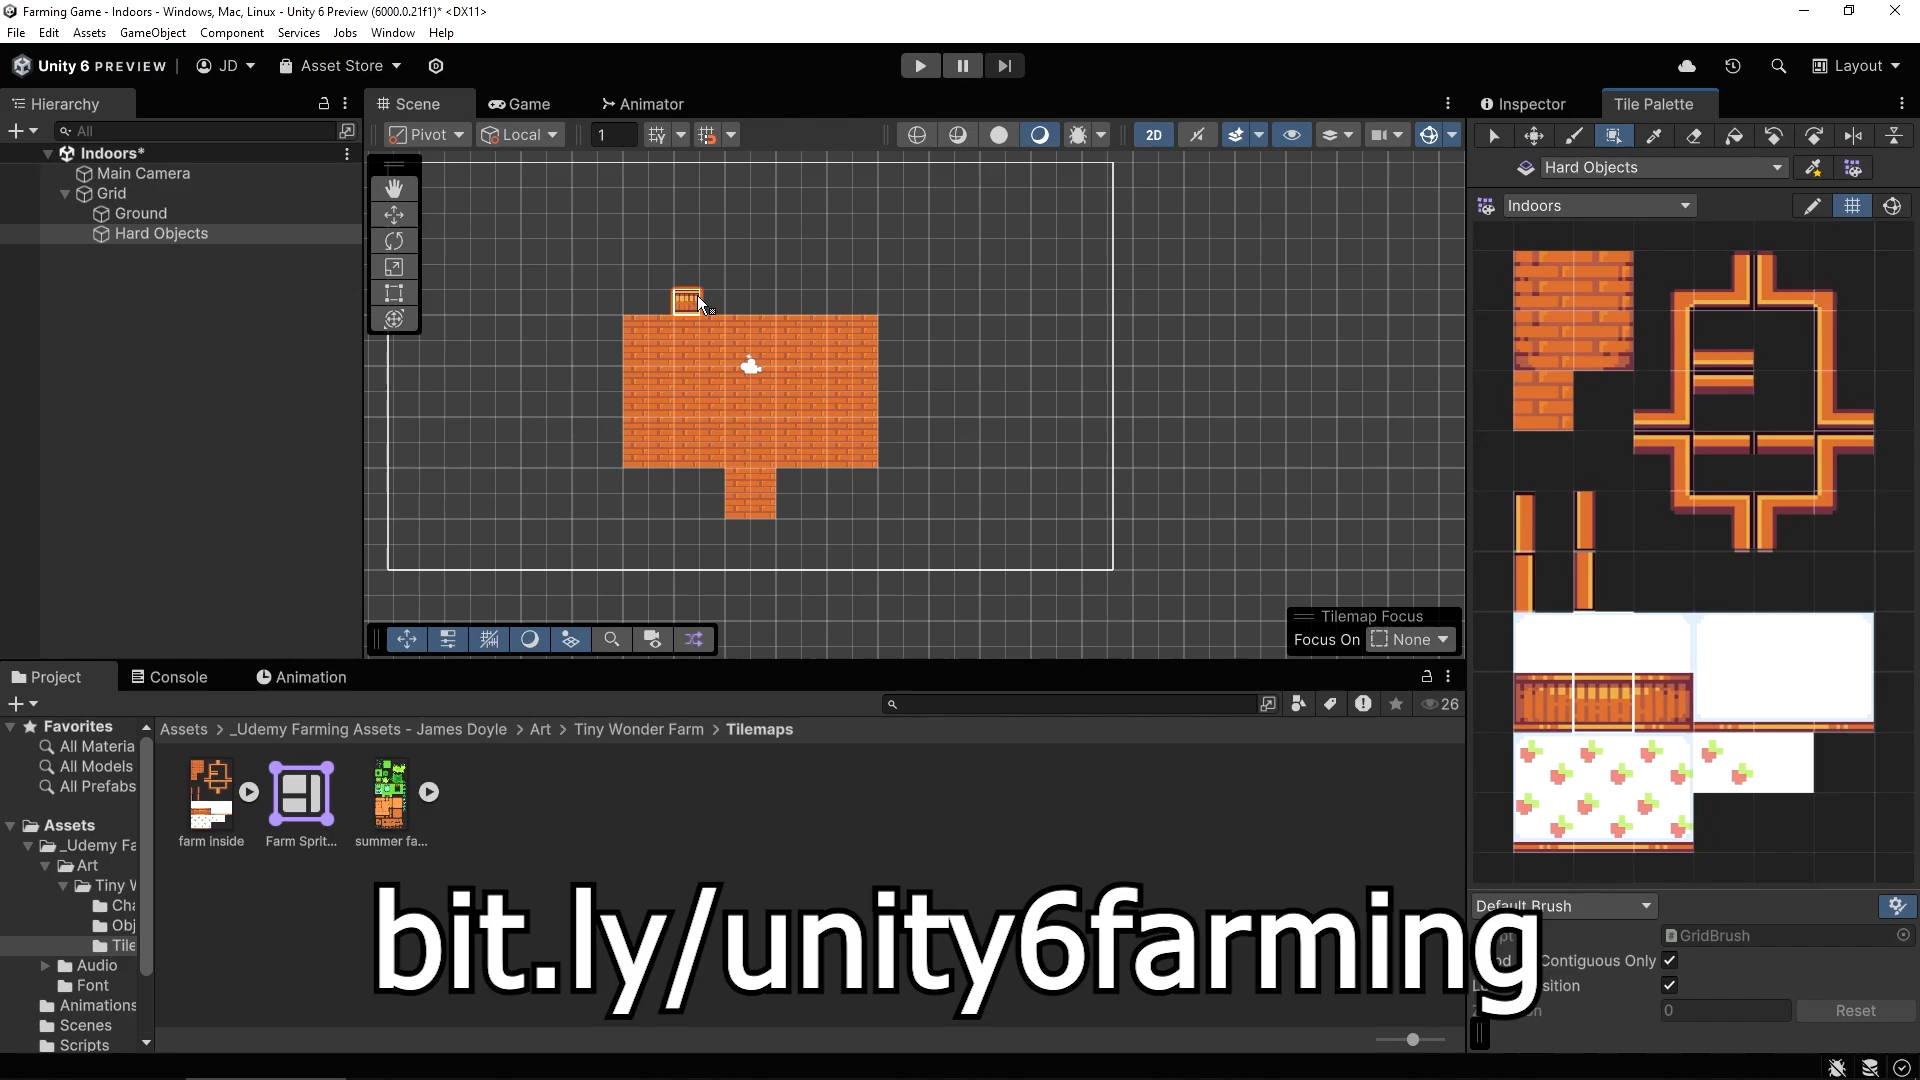 Farming Game - Indoors - Windows, Mac, Linux - Unity 6 Preview (6000.0.21f1)* <DX11>
File Edit Assets GameObject Component Services Jobs Window Help
Unity 6 PREVIEW JD Asset Store Layout
Hierarchy Scene Game Animator Inspector Tile Palette
All Pivot Local 1 2D
Indoors*
Main Camera
Grid
Ground
Hard Objects
Hard Objects
Indoors
Tilemap Focus
Focus On None
Project Console Animation
26
Favorites
All Materia
All Models
All Prefabs
Assets
_Udemy Fa
Art
Tiny W
Cha
Obj
Tile
Audio
Font
Animations
Scenes
Scripts
Assets > _Udemy Farming Assets - James Doyle > Art > Tiny Wonder Farm > Tilemaps
farm inside Farm Sprit... summer fa...
Default Brush
GridBrush
Contiguous Only
0 Reset
bit.ly/unity6farming